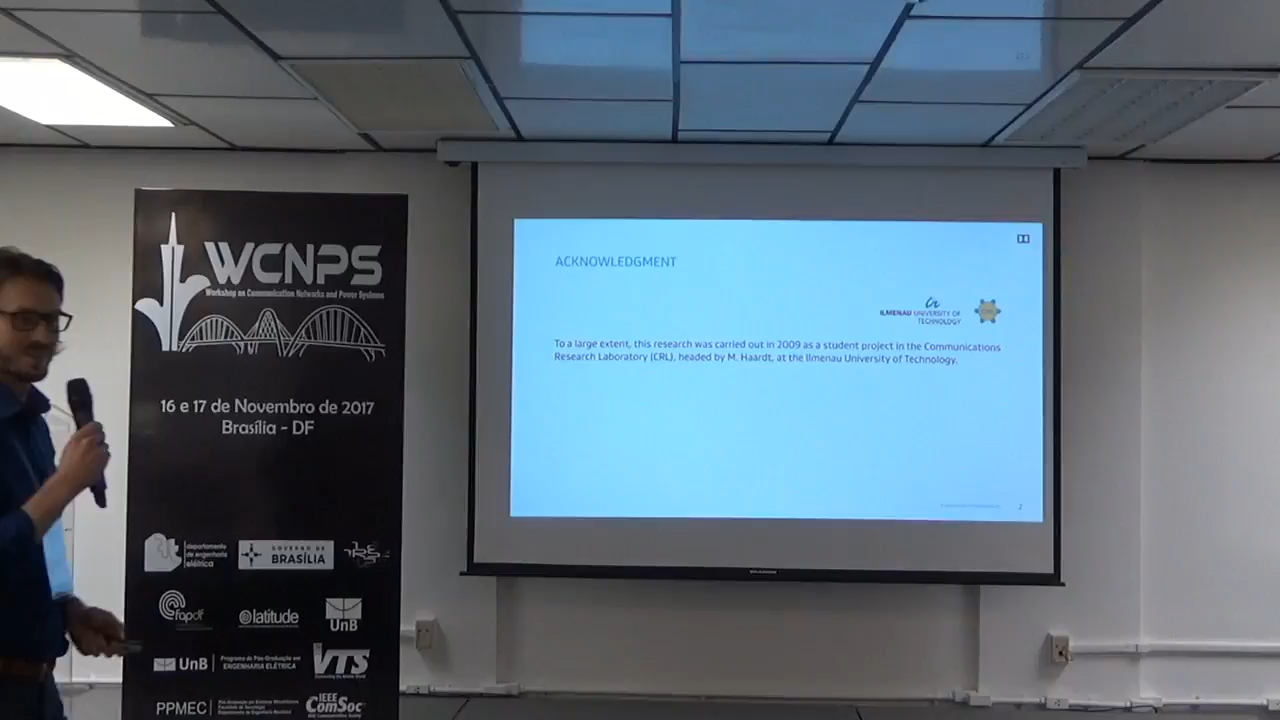 WCNPS
Workshop on Communication Networks and Power Systems
16 e 17 de Novembro de 2017
Brasília - DF
departamento
de engenharia
elétrica
GOVERNO DE
BRASÍLIA
fapdf
latitude
UnB
UnB
Programa de Pós-Graduação em
ENGENHARIA ELÉTRICA
VTS
PPMEC
IEEE
ComSoc
ACKNOWLEDGMENT
ILMENAU UNIVERSITY OF
TECHNOLOGY
To a large extent, this research was carried out in 2009 as a student project in the Communications
Research Laboratory (CRL), headed by M. Haardt, at the Ilmenau University of Technology.
2